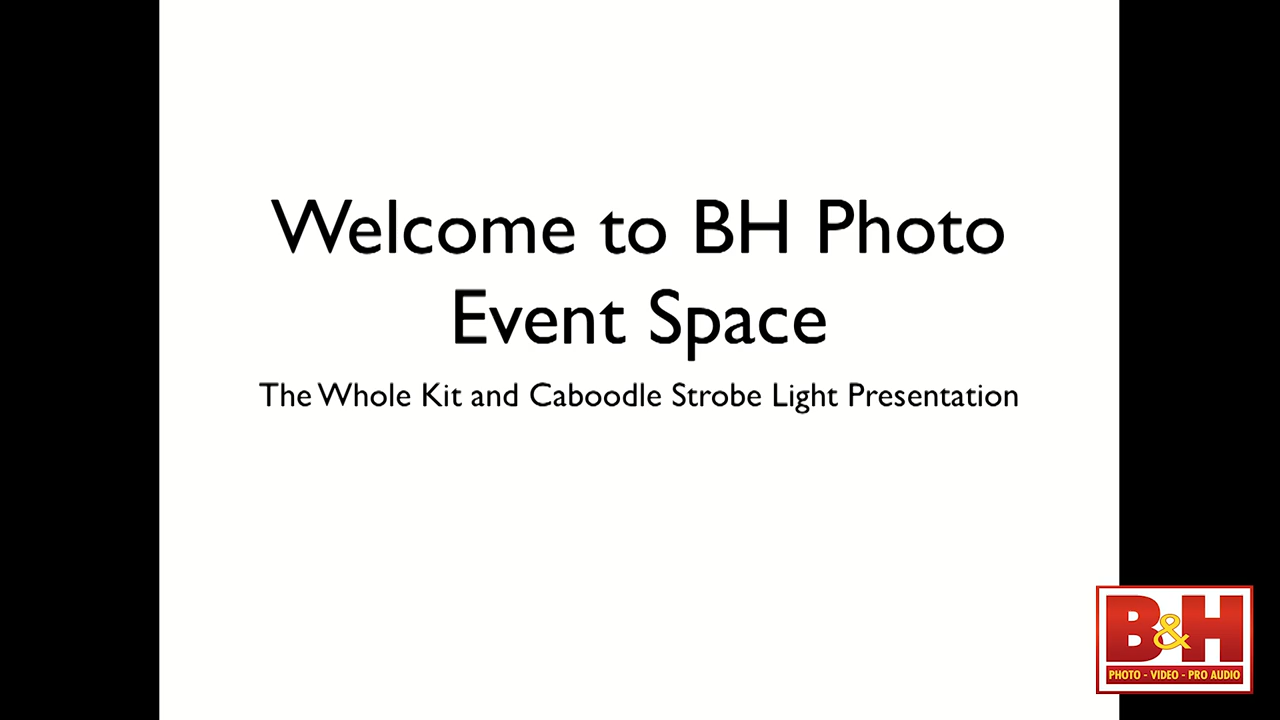 Welcome to BH Photo
Event Space
The Whole Kit and Caboodle Strobe Light Presentation
B&H
PHOTO - VIDEO - PRO AUDIO